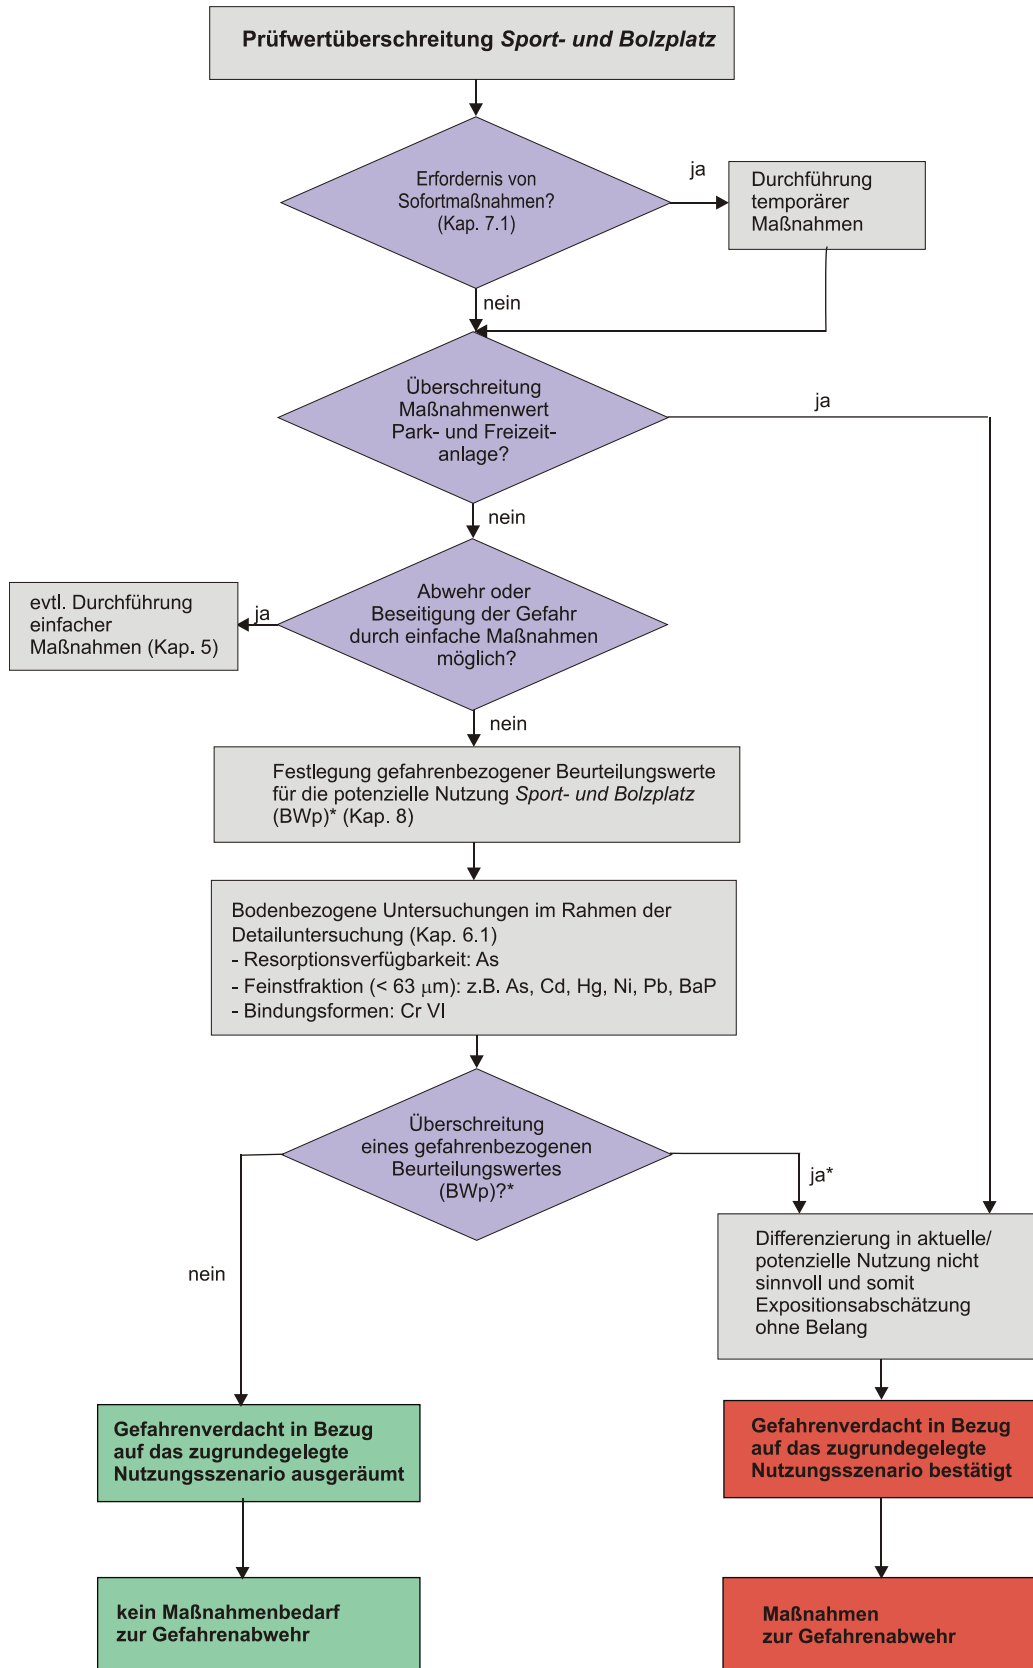 Prüfwertüberschreitung Sport- und Bolzplatz
Erfordernis von
Sofortmaßnahmen?
(Kap. 7.1)
ja
Durchführung
temporärer
Maßnahmen
nein
Überschreitung
Maßnahmenwert
Park- und Freizeit-
anlage?
ja
nein
Abwehr oder
Beseitigung der Gefahr
durch einfache Maßnahmen
möglich?
ja
evtl. Durchführung
einfacher
Maßnahmen (Kap. 5)
nein
Festlegung gefahrenbezogener Beurteilungswerte
für die potenzielle Nutzung Sport- und Bolzplatz
(BWp)* (Kap. 8)
Bodenbezogene Untersuchungen im Rahmen der
Detailuntersuchung (Kap. 6.1)
- Resorptionsverfügbarkeit: As
- Feinstfraktion (< 63 µm): z.B. As, Cd, Hg, Ni, Pb, BaP
- Bindungsformen: Cr VI
Überschreitung
eines gefahrenbezogenen
Beurteilungswertes
(BWp)?*
ja*
nein
Differenzierung in aktuelle/
potenzielle Nutzung nicht
sinnvoll und somit
Expositionsabschätzung
ohne Belang
Gefahrenverdacht in Bezug
auf das zugrundegelegte
Nutzungsszenario ausgeräumt
Gefahrenverdacht in Bezug
auf das zugrundegelegte
Nutzungsszenario bestätigt
kein Maßnahmenbedarf
zur Gefahrenabwehr
Maßnahmen
zur Gefahrenabwehr